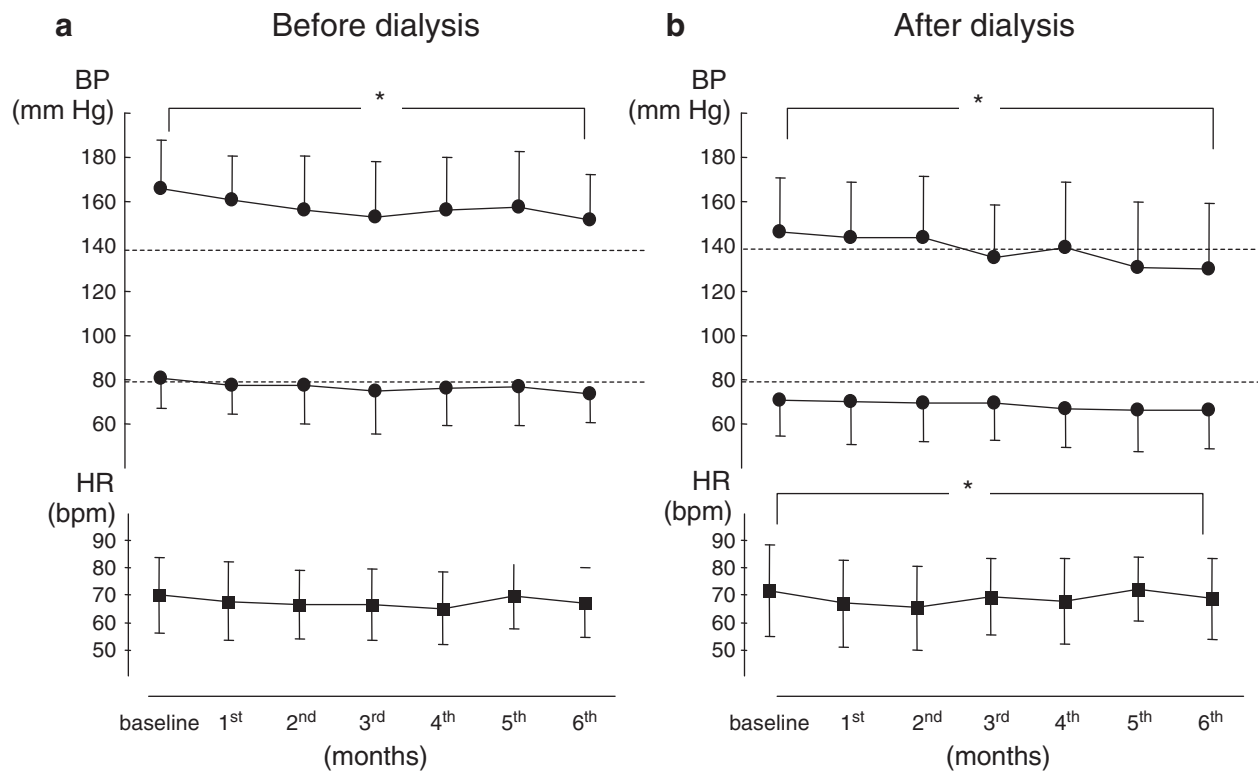 a Before dialysis
BP
(mm Hg)
*
180
160
140
120
100
80
60
HR
(bpm)
90
80
70
60
50
baseline 1st 2nd 3rd 4th 5th 6th
(months)
b After dialysis
BP
(mm Hg)
*
180
160
140
120
100
80
60
HR
(bpm)
*
90
80
70
60
50
baseline 1st 2nd 3rd 4th 5th 6th
(months)